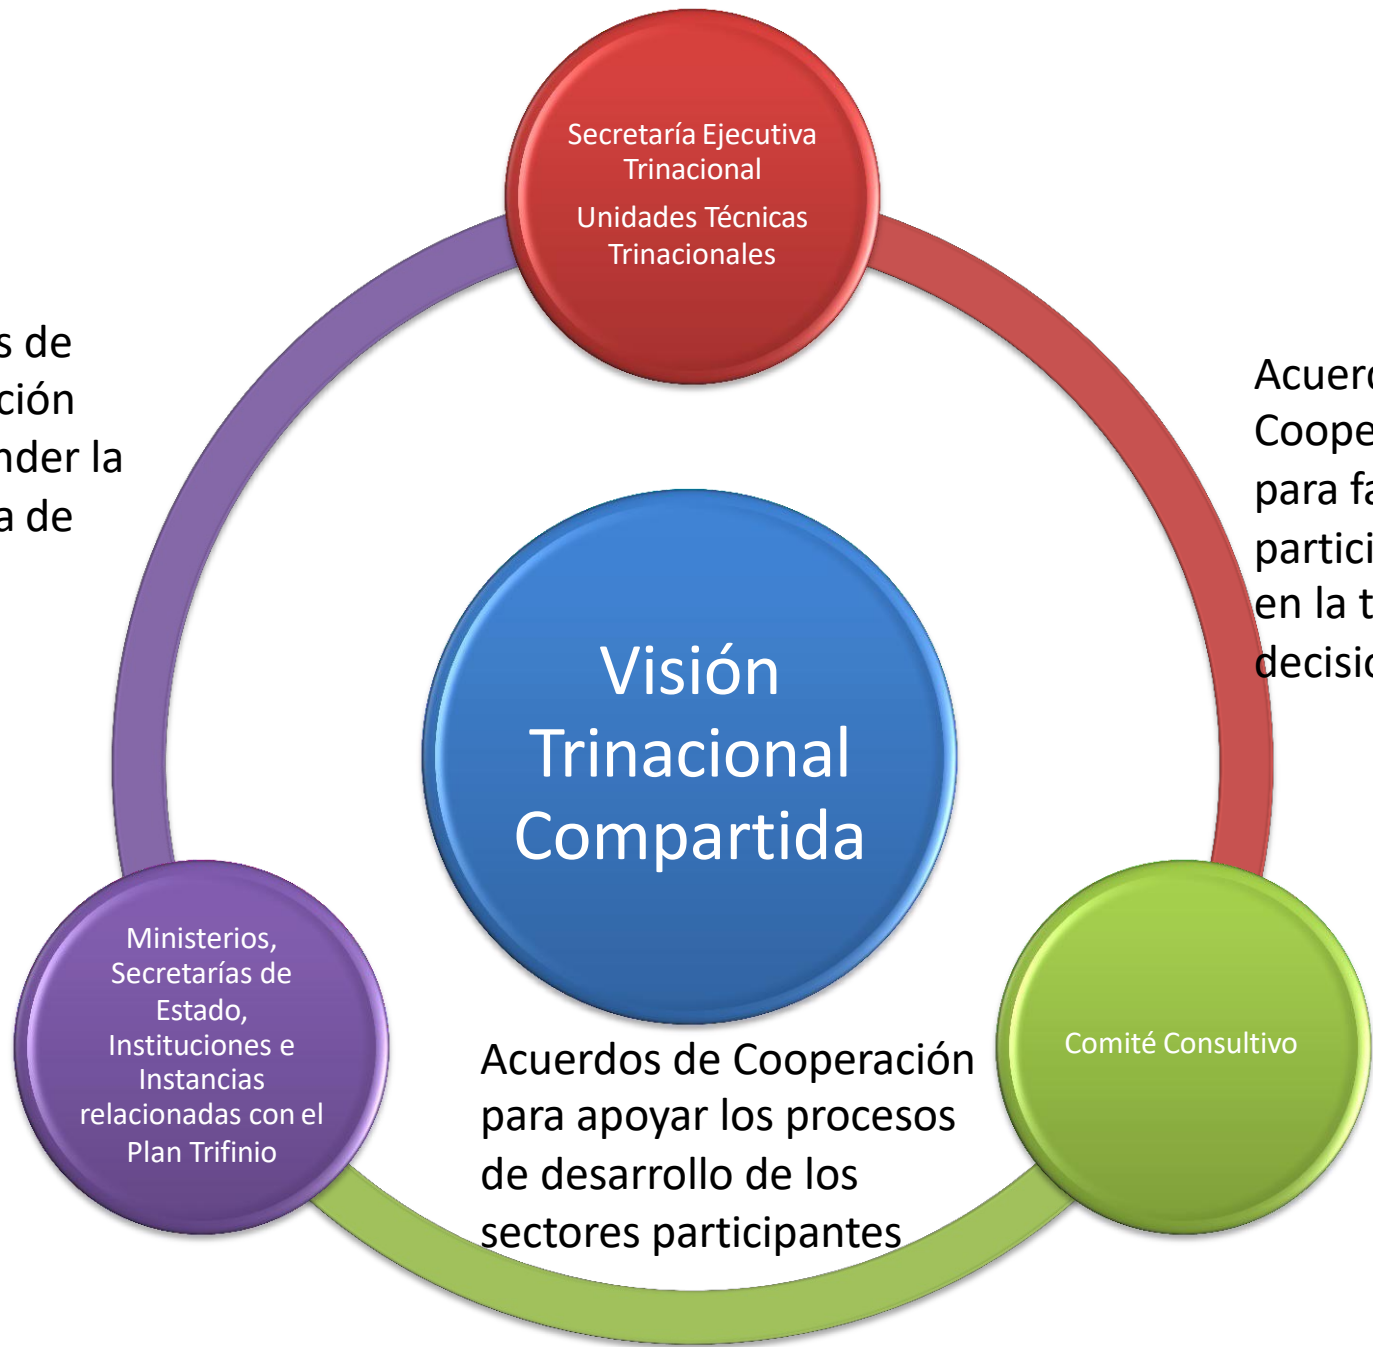 Secretaría Ejecutiva
Trinacional
Unidades Técnicas
Trinacionales
s de
ción
nder la
a de
Acuerd
Coope
para fa
partici
en la t
decisio
Visión
Trinacional
Compartida
Ministerios,
Secretarías de
Estado,
Instituciones e
Instancias
relacionadas con el
Plan Trifinio
Acuerdos de Cooperación
para apoyar los procesos
de desarrollo de los
sectores participantes
Comité Consultivo